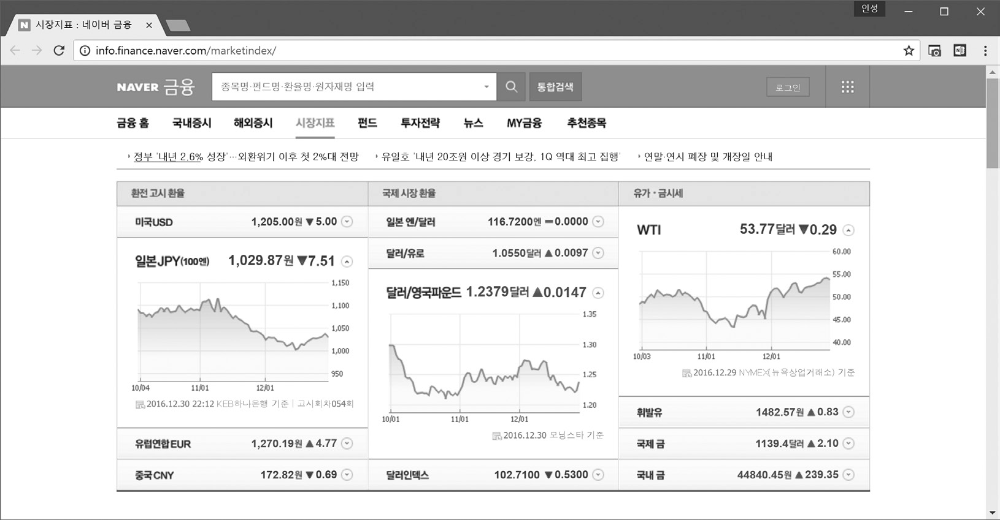 인성
시장지표 : 네이버 금융
info.finance.naver.com/marketindex/
NAVER 금융
종목명·펀드명·환율명·원자재명 입력
통합검색
로그인
금융 홈 국내증시 해외증시 시장지표 펀드 투자전략 뉴스 MY금융 추천종목
정부 '내년 2.6% 성장'…외환위기 이후 첫 2%대 전망 유일호 '내년 20조원 이상 경기 보강, 1Q 역대 최고 집행' 연말·연시 폐장 및 개장일 안내
환전 고시 환율
미국USD 1,205.00원 ▼5.00
일본JPY(100엔) 1,029.87원 ▼7.51
1,150
1,100
1,050
1,000
950
10/04 11/01 12/01
2016.12.30 22:12 KEB하나은행 기준 | 고시회차054회
유럽연합EUR 1,270.19원 ▲4.77
중국CNY 172.82원 ▼0.69
국제 시장 환율
일본 엔/달러 116.7200엔 ━0.0000
달러/유로 1.0550달러 ▲0.0097
달러/영국파운드 1.2379달러 ▲0.0147
1.35
1.30
1.25
1.20
10/01 11/01 12/01
2016.12.30 모닝스타 기준
달러인덱스 102.7100 ▼0.5300
유가·금시세
WTI 53.77달러 ▼0.29
60.00
55.00
50.00
45.00
40.00
10/03 11/01 12/01
2016.12.29 NYMEX(뉴욕상업거래소) 기준
휘발유 1482.57원 ▲0.83
국제 금 1139.4달러 ▲2.10
국내 금 44840.45원 ▲239.35